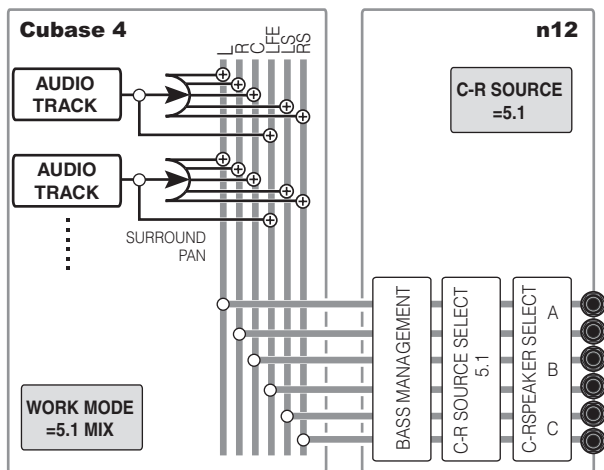 Cubase 4
n12
L
R
C
LFE
LS
RS
AUDIO
TRACK
C-R SOURCE
=5.1
AUDIO
TRACK
SURROUND
PAN
BASS MANAGEMENT
C-R SOURCE SELECT
5.1
C-RSPEAKER SELECT
A
B
C
WORK MODE
=5.1 MIX